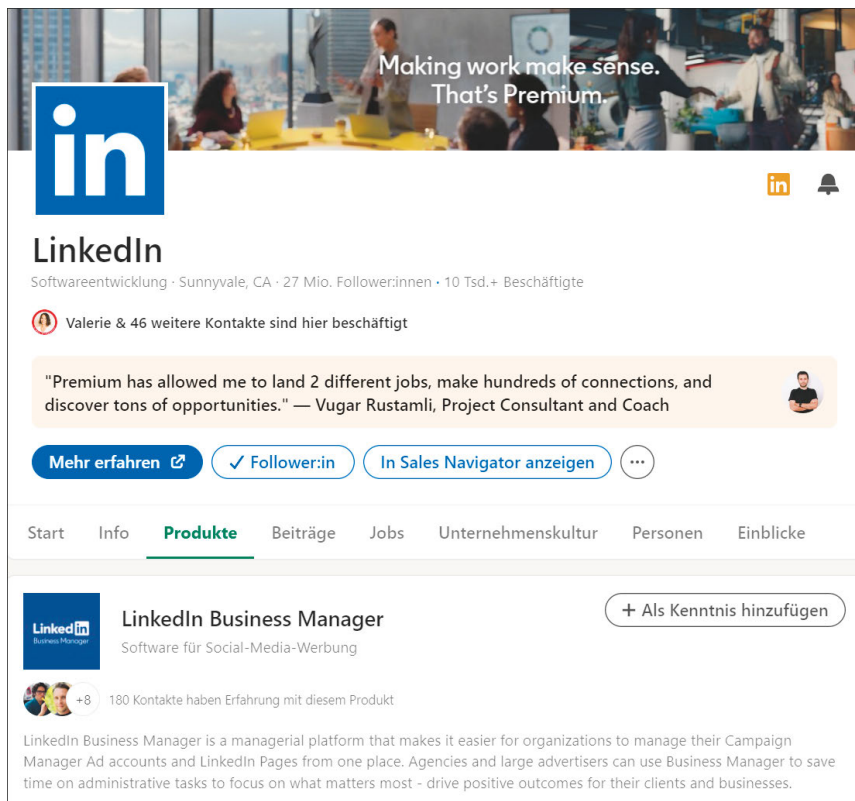 Making work make sense.
That's Premium.
in
in
LinkedIn
Softwareentwicklung · Sunnyvale, CA · 27 Mio. Follower:innen • 10 Tsd.+ Beschäftigte
Valerie & 46 weitere Kontakte sind hier beschäftigt
"Premium has allowed me to land 2 different jobs, make hundreds of connections, and
discover tons of opportunities." — Vugar Rustamli, Project Consultant and Coach
Mehr erfahren ✓ Follower:in In Sales Navigator anzeigen ···
Start Info Produkte Beiträge Jobs Unternehmenskultur Personen Einblicke
LinkedIn
Business Manager
LinkedIn Business Manager
+ Als Kenntnis hinzufügen
Software für Social-Media-Werbung
+8 180 Kontakte haben Erfahrung mit diesem Produkt
LinkedIn Business Manager is a managerial platform that makes it easier for organizations to manage their Campaign
Manager Ad accounts and LinkedIn Pages from one place. Agencies and large advertisers can use Business Manager to save
time on administrative tasks to focus on what matters most - drive positive outcomes for their clients and businesses.